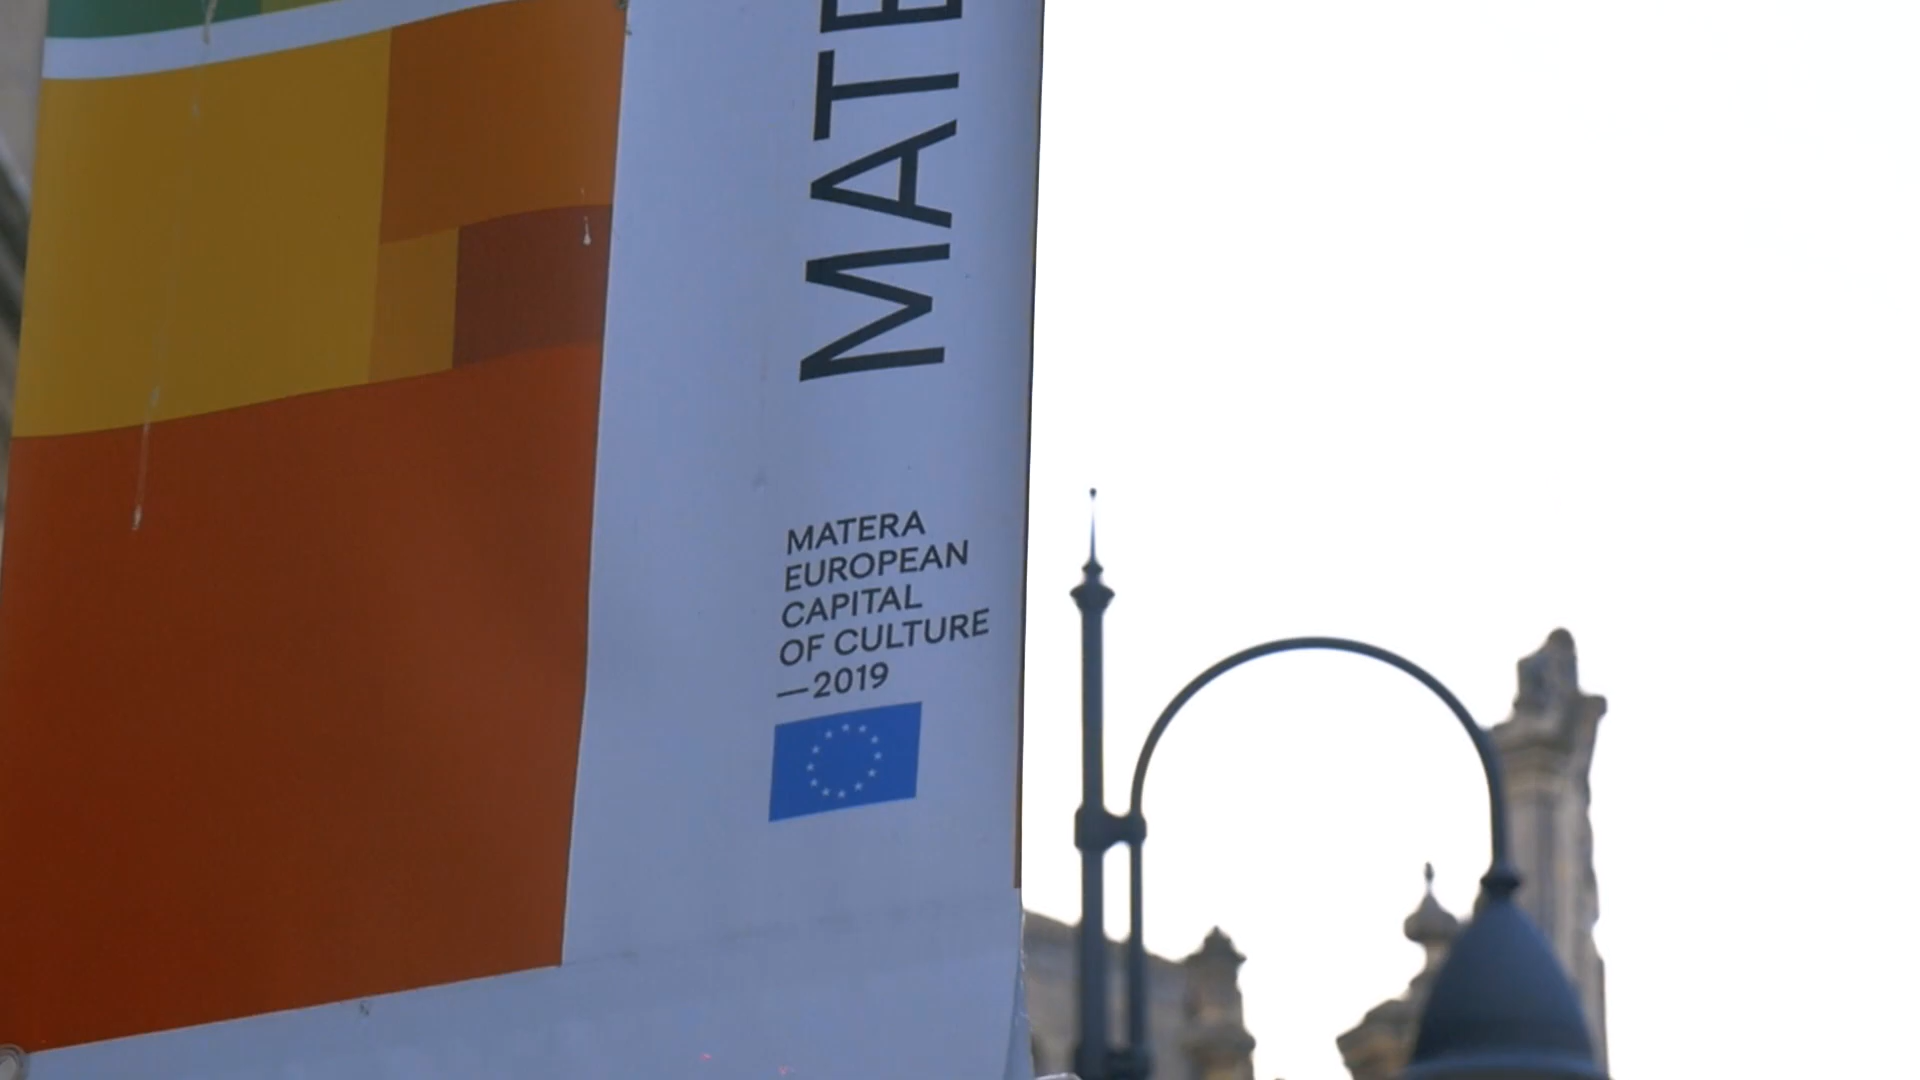 MATE
MATERA
EUROPEAN
CAPITAL
OF CULTURE
—2019